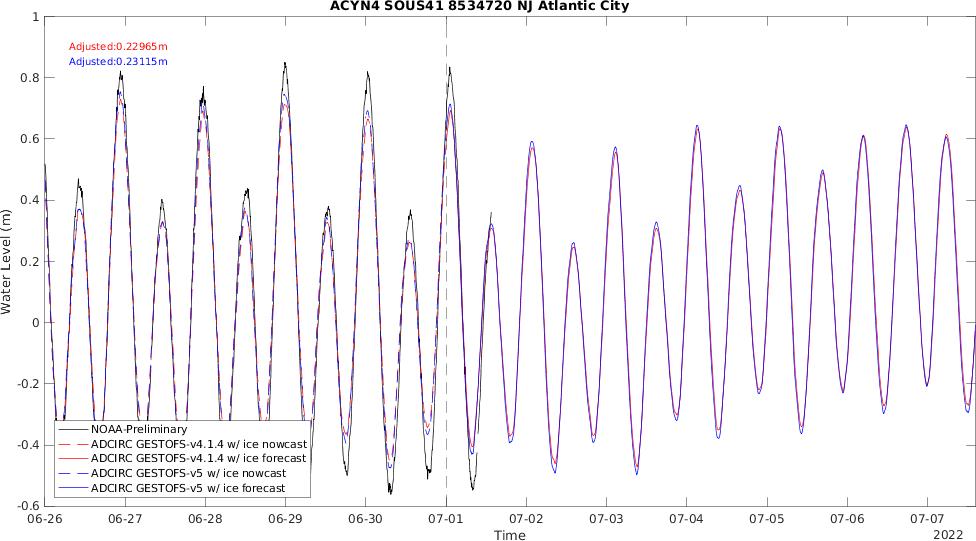 ACYN4 SOUS41 8534720 NJ Atlantic City
Adjusted:0.22965m
Adjusted:0.23115m
Water Level (m)
1
0.8
0.6
0.4
0.2
0
-0.2
-0.4
-0.6
NOAA-Preliminary
ADCIRC GESTOFS-v4.1.4 w/ ice nowcast
ADCIRC GESTOFS-v4.1.4 w/ ice forecast
ADCIRC GESTOFS-v5 w/ ice nowcast
ADCIRC GESTOFS-v5 w/ ice forecast
06-26 06-27 06-28 06-29 06-30 07-01 07-02 07-03 07-04 07-05 07-06 07-07
Time
2022